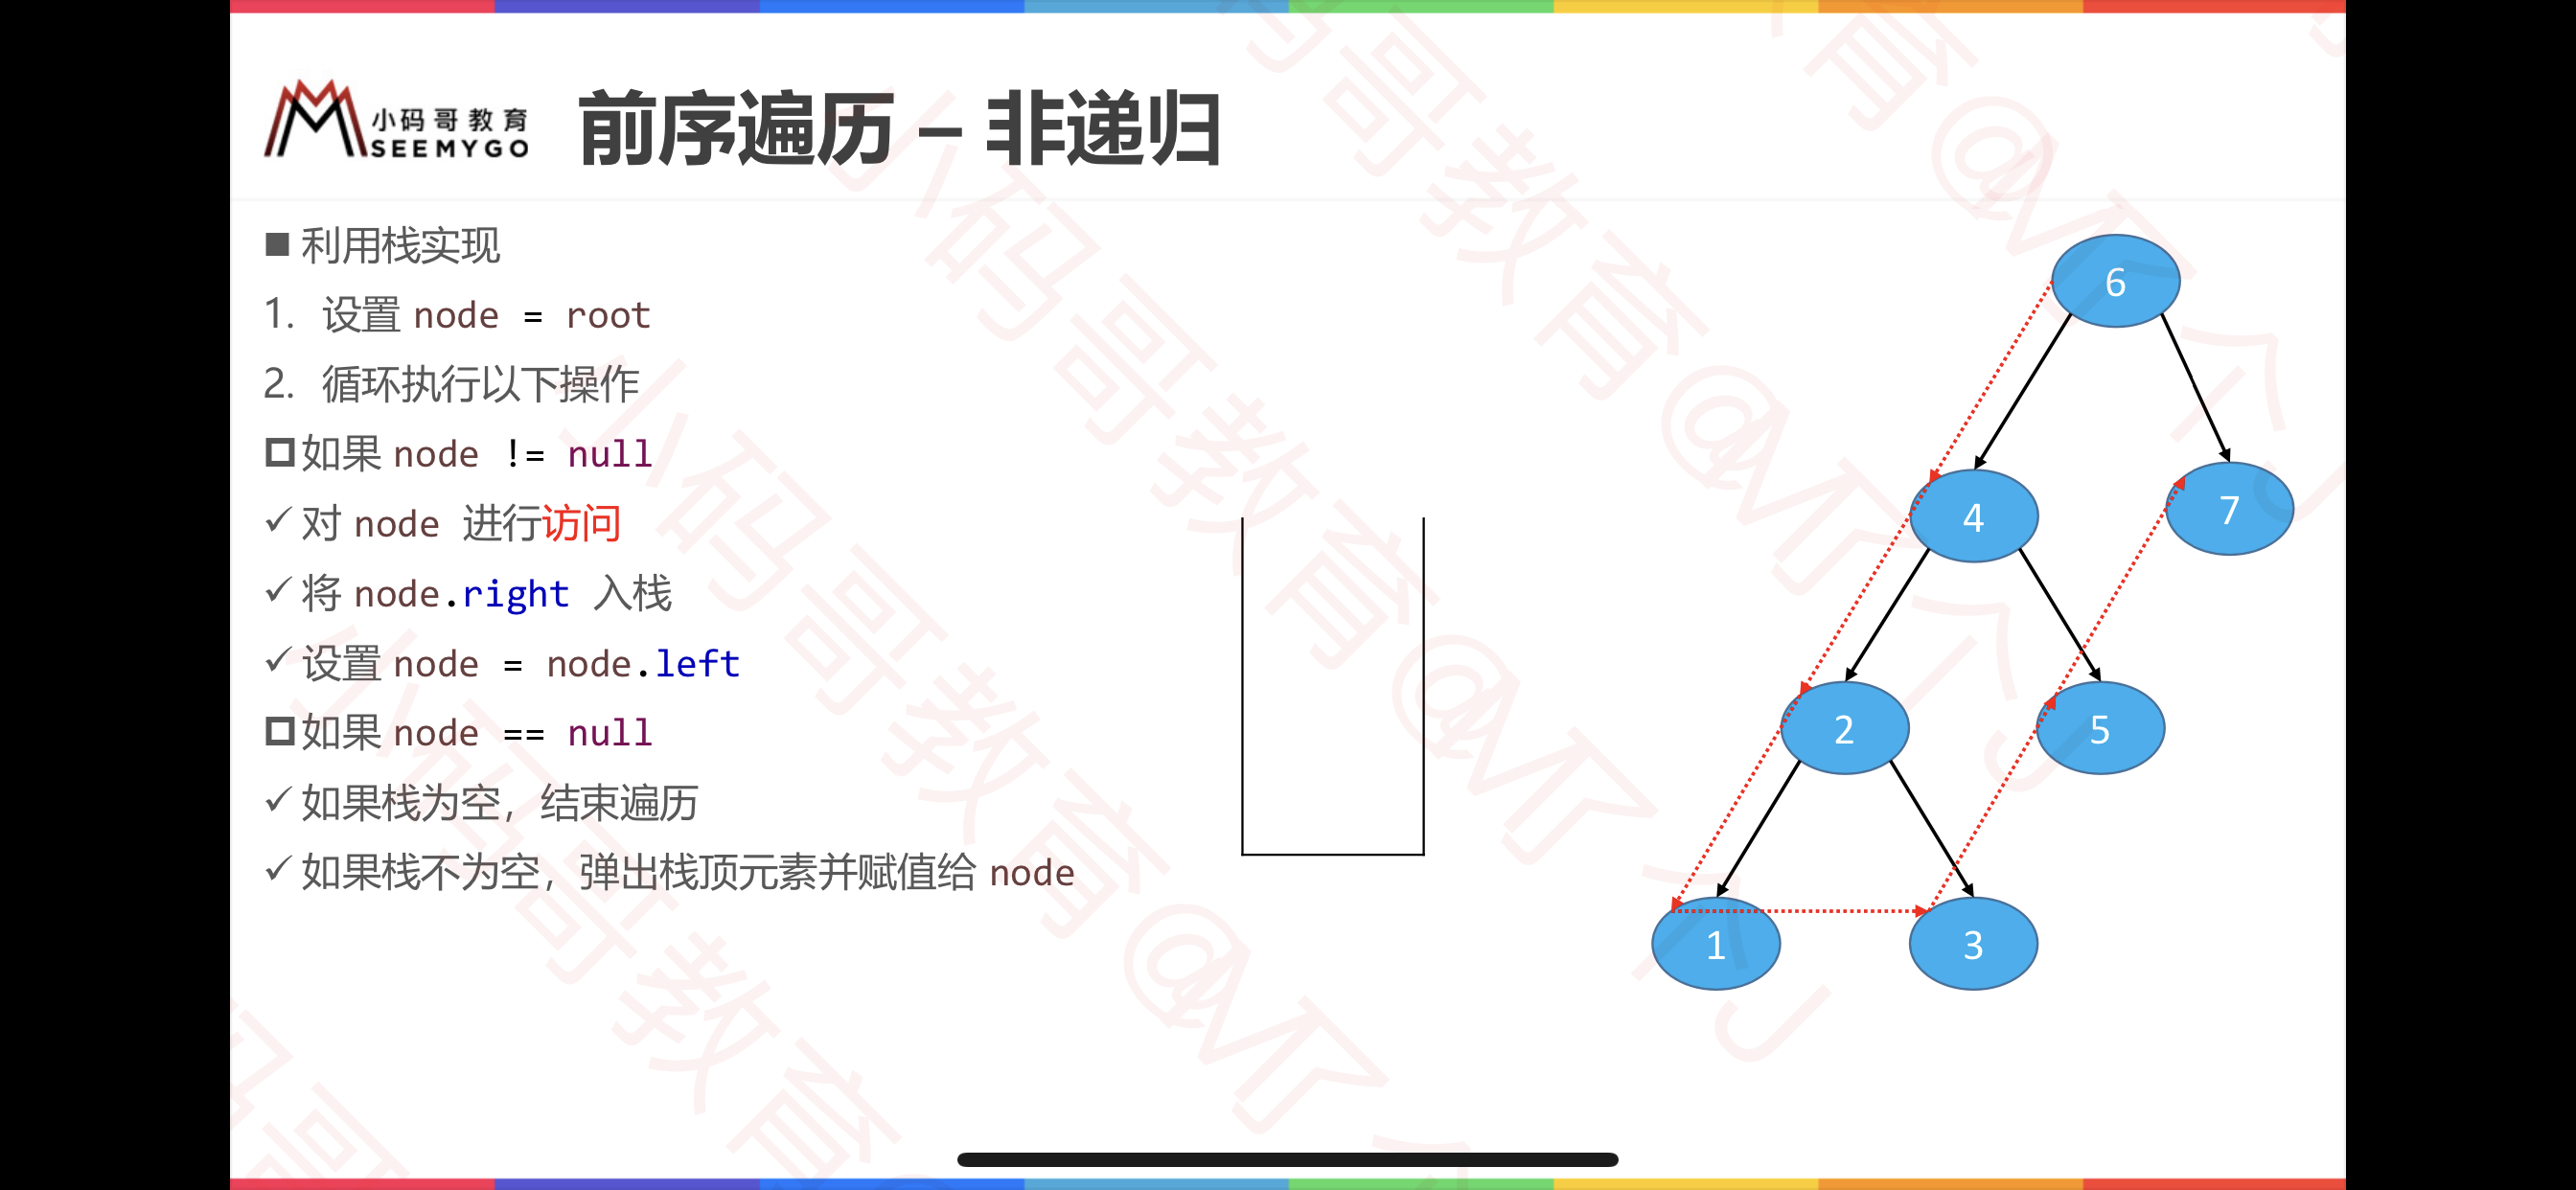 小码哥教育
SEEMYGO
前序遍历 – 非递归
利用栈实现
1. 设置 node = root
2. 循环执行以下操作
如果 node != null
对 node 进行访问
将 node.right 入栈
设置 node = node.left
如果 node == null
如果栈为空，结束遍历
如果栈不为空，弹出栈顶元素并赋值给 node
6
4
7
2
5
1
3